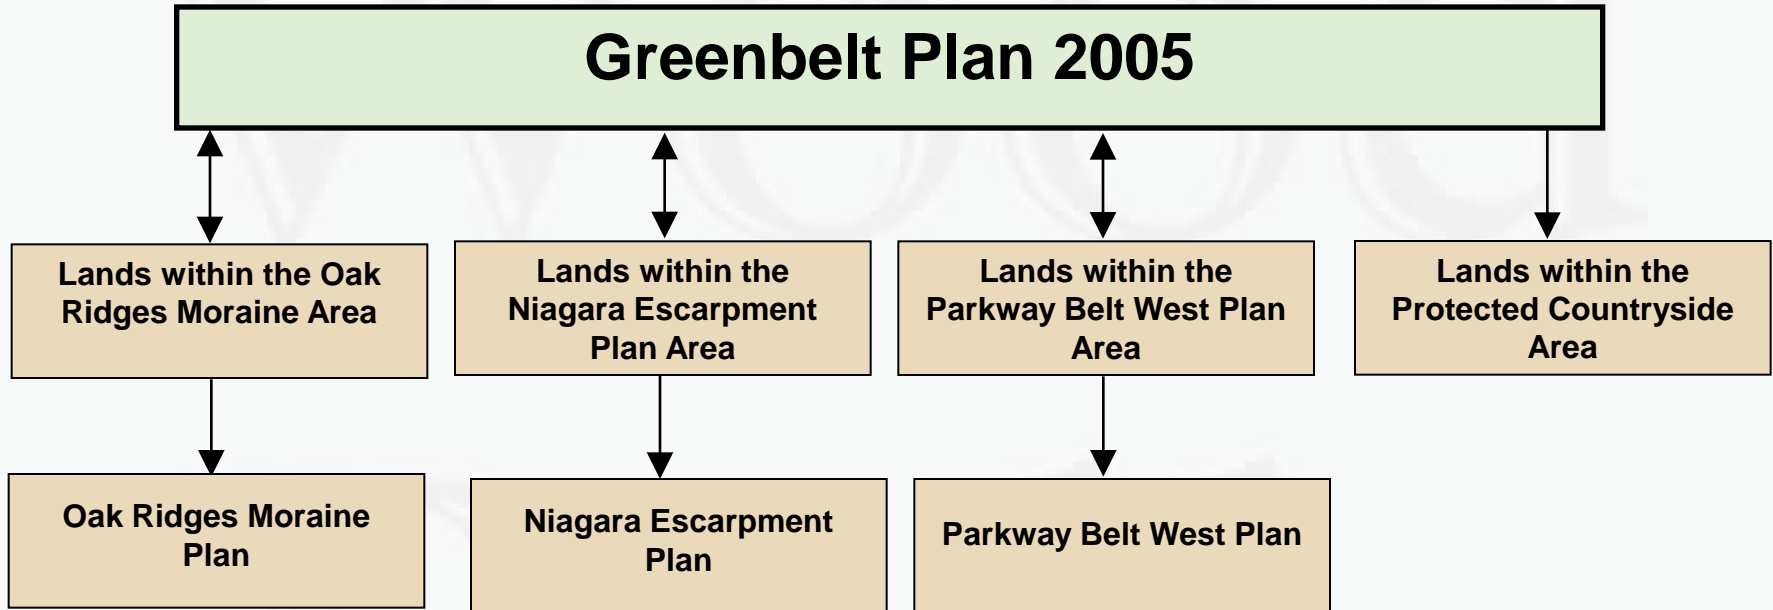 Greenbelt Plan 2005
Lands within the Oak
Ridges Moraine Area
Lands within the
Niagara Escarpment
Plan Area
Lands within the
Parkway Belt West Plan
Area
Lands within the
Protected Countryside
Area
Oak Ridges Moraine
Plan
Niagara Escarpment
Plan
Parkway Belt West Plan